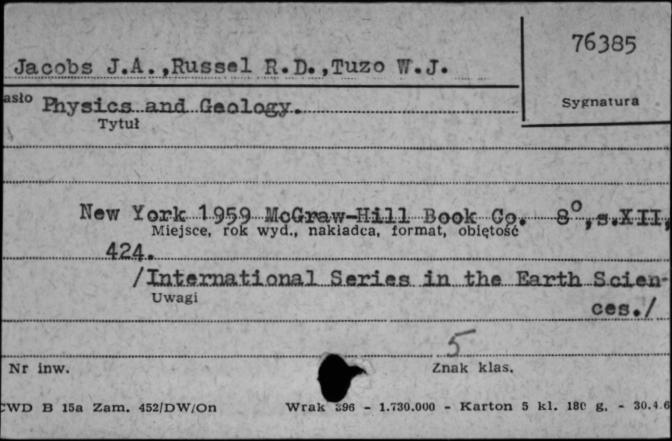 76385
Jacobs J.A.,Russel R.D.,Tuzo W.J.
Sygnatura
asło Physics and Geology.
Tytuł
New York 1959 McGraw-Hill Book Co. 8°,s.XII,
Miejsce, rok wyd., nakładca, format, objętość
424.
/International Series in the Earth Scien-
Uwagi
ces./
5
Nr inw.
Znak klas.
CWD B 15a Zam. 452/DW/On Wrak 396 - 1.730.000 - Karton 5 kl. 180 g. - 30.4.6